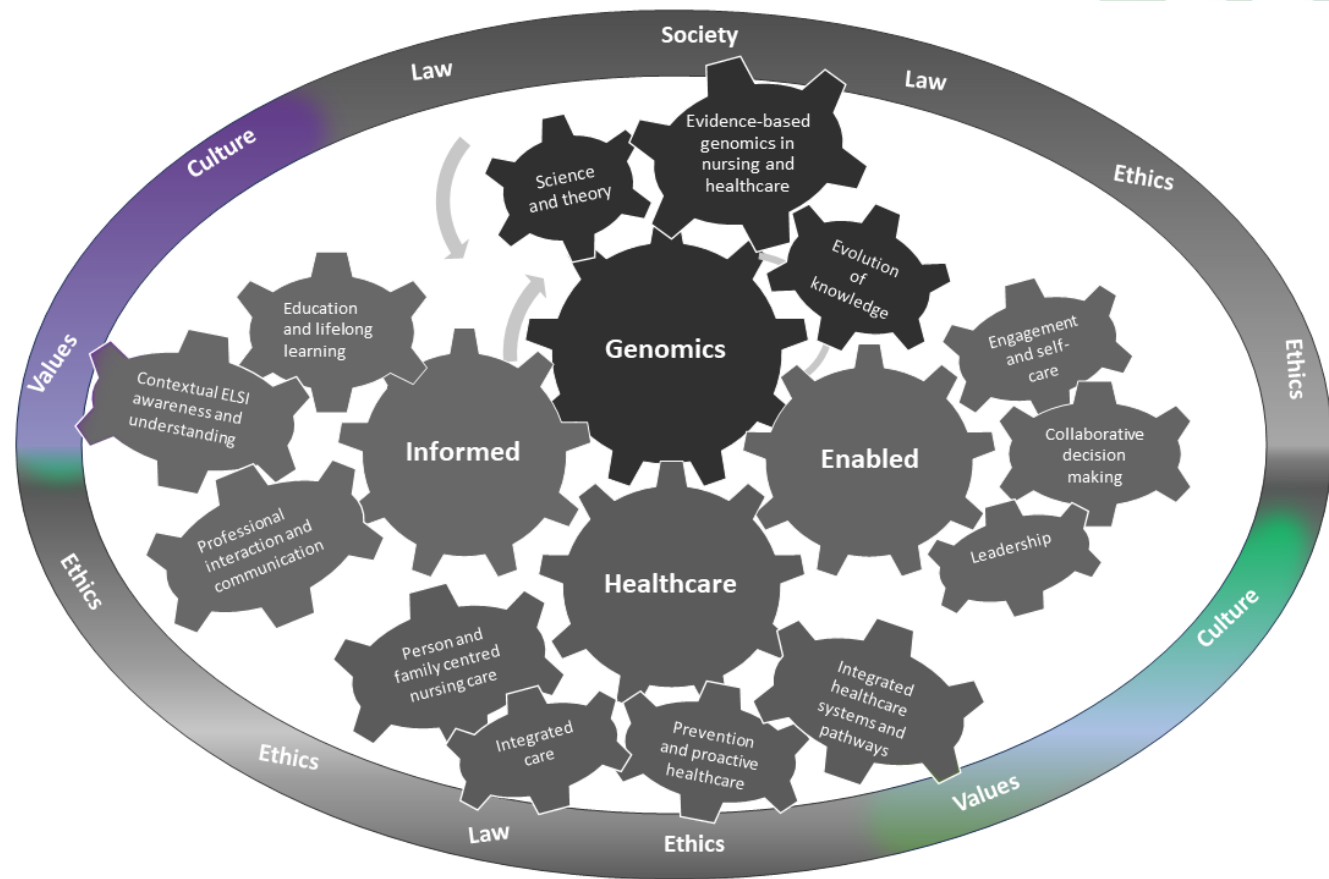 Society
Law
Law
Culture
Ethics
Values
Ethics
Ethics
Culture
Ethics
Values
Law
Ethics
Science
and theory
Evidence-based
genomics in
nursing and
healthcare
Evolution
of
knowledge
Genomics
Education
and lifelong
learning
Contextual ELSI
awareness and
understanding
Professional
interaction and
communication
Informed
Engagement
and self-
care
Collaborative
decision
making
Leadership
Enabled
Healthcare
Person and
family centred
nursing care
Integrated
care
Prevention
and proactive
healthcare
Integrated
healthcare
systems and
pathways